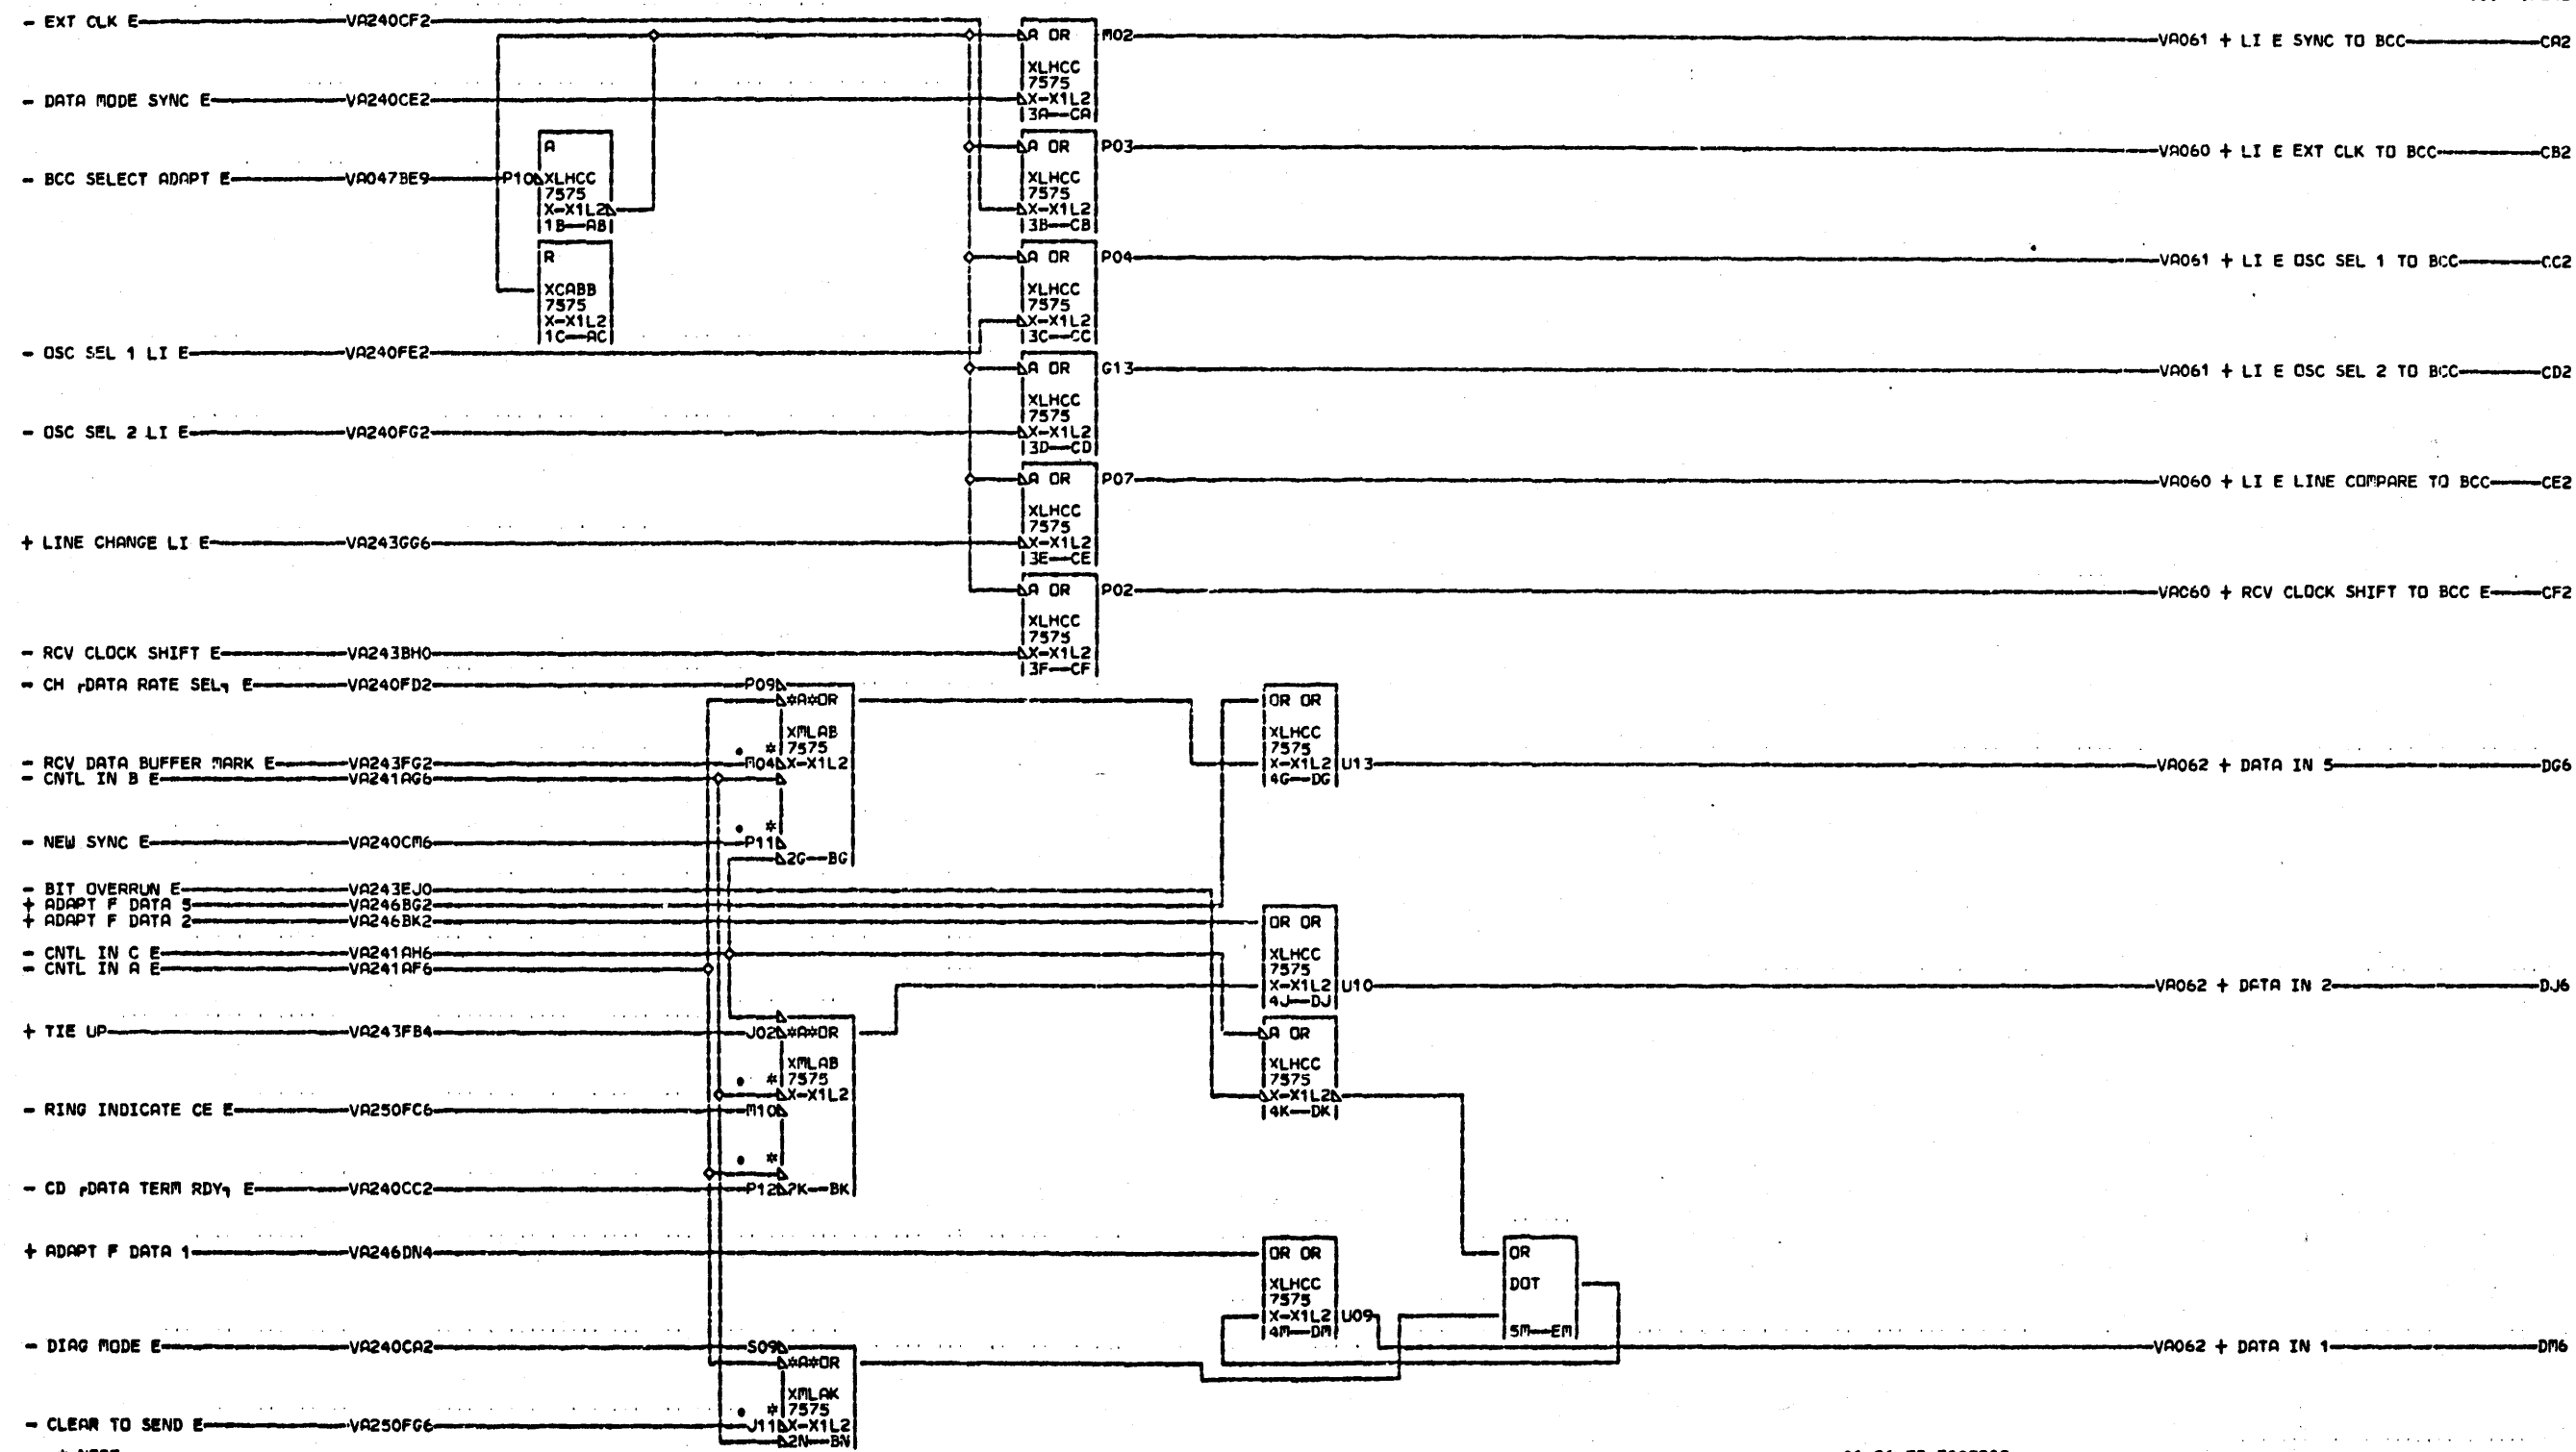 - EXT CLK E VA240CF2
A OR M02 VA061 + LI E SYNC TO BCC CA2
XLHCC
7575
- DATA MODE SYNC E VA240CE2 X-X1L2
3A CA
A
A OR P03 VA060 + LI E EXT CLK TO BCC CB2
- BCC SELECT ADAPT E VA047BE9 P10 XLHCC
7575
X-X1L2
1B AB
XLHCC
7575
X-X1L2
3B CB
R
XCABB
7575
X-X1L2
1C AC
A OR P04 VA061 + LI E OSC SEL 1 TO BCC CC2
XLHCC
7575
X-X1L2
3C CC
- OSC SEL 1 LI E VA240FE2
A OR G13 VA061 + LI E OSC SEL 2 TO BCC CD2
XLHCC
7575
- OSC SEL 2 LI E VA240FG2 X-X1L2
3D CD
A OR P07 VA060 + LI E LINE COMPARE TO BCC CE2
XLHCC
7575
+ LINE CHANGE LI E VA243GG6 X-X1L2
3E CE
A OR P02 VA060 + RCV CLOCK SHIFT TO BCC E CF2
XLHCC
7575
- RCV CLOCK SHIFT E VA243BH0 X-X1L2
3F CF
- CH ┌DATA RATE SEL┐ E VA240FD2 P09
*A*OR
OR OR
XMLAB
* 7575
XLHCC
7575
- RCV DATA BUFFER MARK E VA243FG2 M04 X-X1L2
X-X1L2 U13 VA062 + DATA IN 5 DG6
- CNTL IN B E VA241AG6
4G DG
*
- NEW SYNC E VA240CM6 P11
2G BG
- BIT OVERRUN E VA243EJ0
+ ADAPT F DATA 5 VA246BG2
+ ADAPT F DATA 2 VA246BK2 OR OR
- CNTL IN C E VA241AH6 XLHCC
- CNTL IN A E VA241AF6 7575
X-X1L2 U10 VA062 + DATA IN 2 DJ6
4J DJ
+ TIE UP VA243FB4 J02 *A*OR
A OR
XMLAB
* 7575
X-X1L2
XLHCC
7575
X-X1L2
4K DK
- RING INDICATE CE E VA250FC6 M10
*
- CD ┌DATA TERM RDY┐ E VA240CC2 P12 2K BK
+ ADAPT F DATA 1 VA246DN4 OR OR
OR
XLHCC
DOT
7575
X-X1L2 U09
4M DM
5M EM
- DIAG MODE E VA240CA2 S09
VA062 + DATA IN 1 DM6
*A*OR
XMLAK
* 7575
- CLEAR TO SEND E VA250FG6 J11 X-X1L2
2N BN